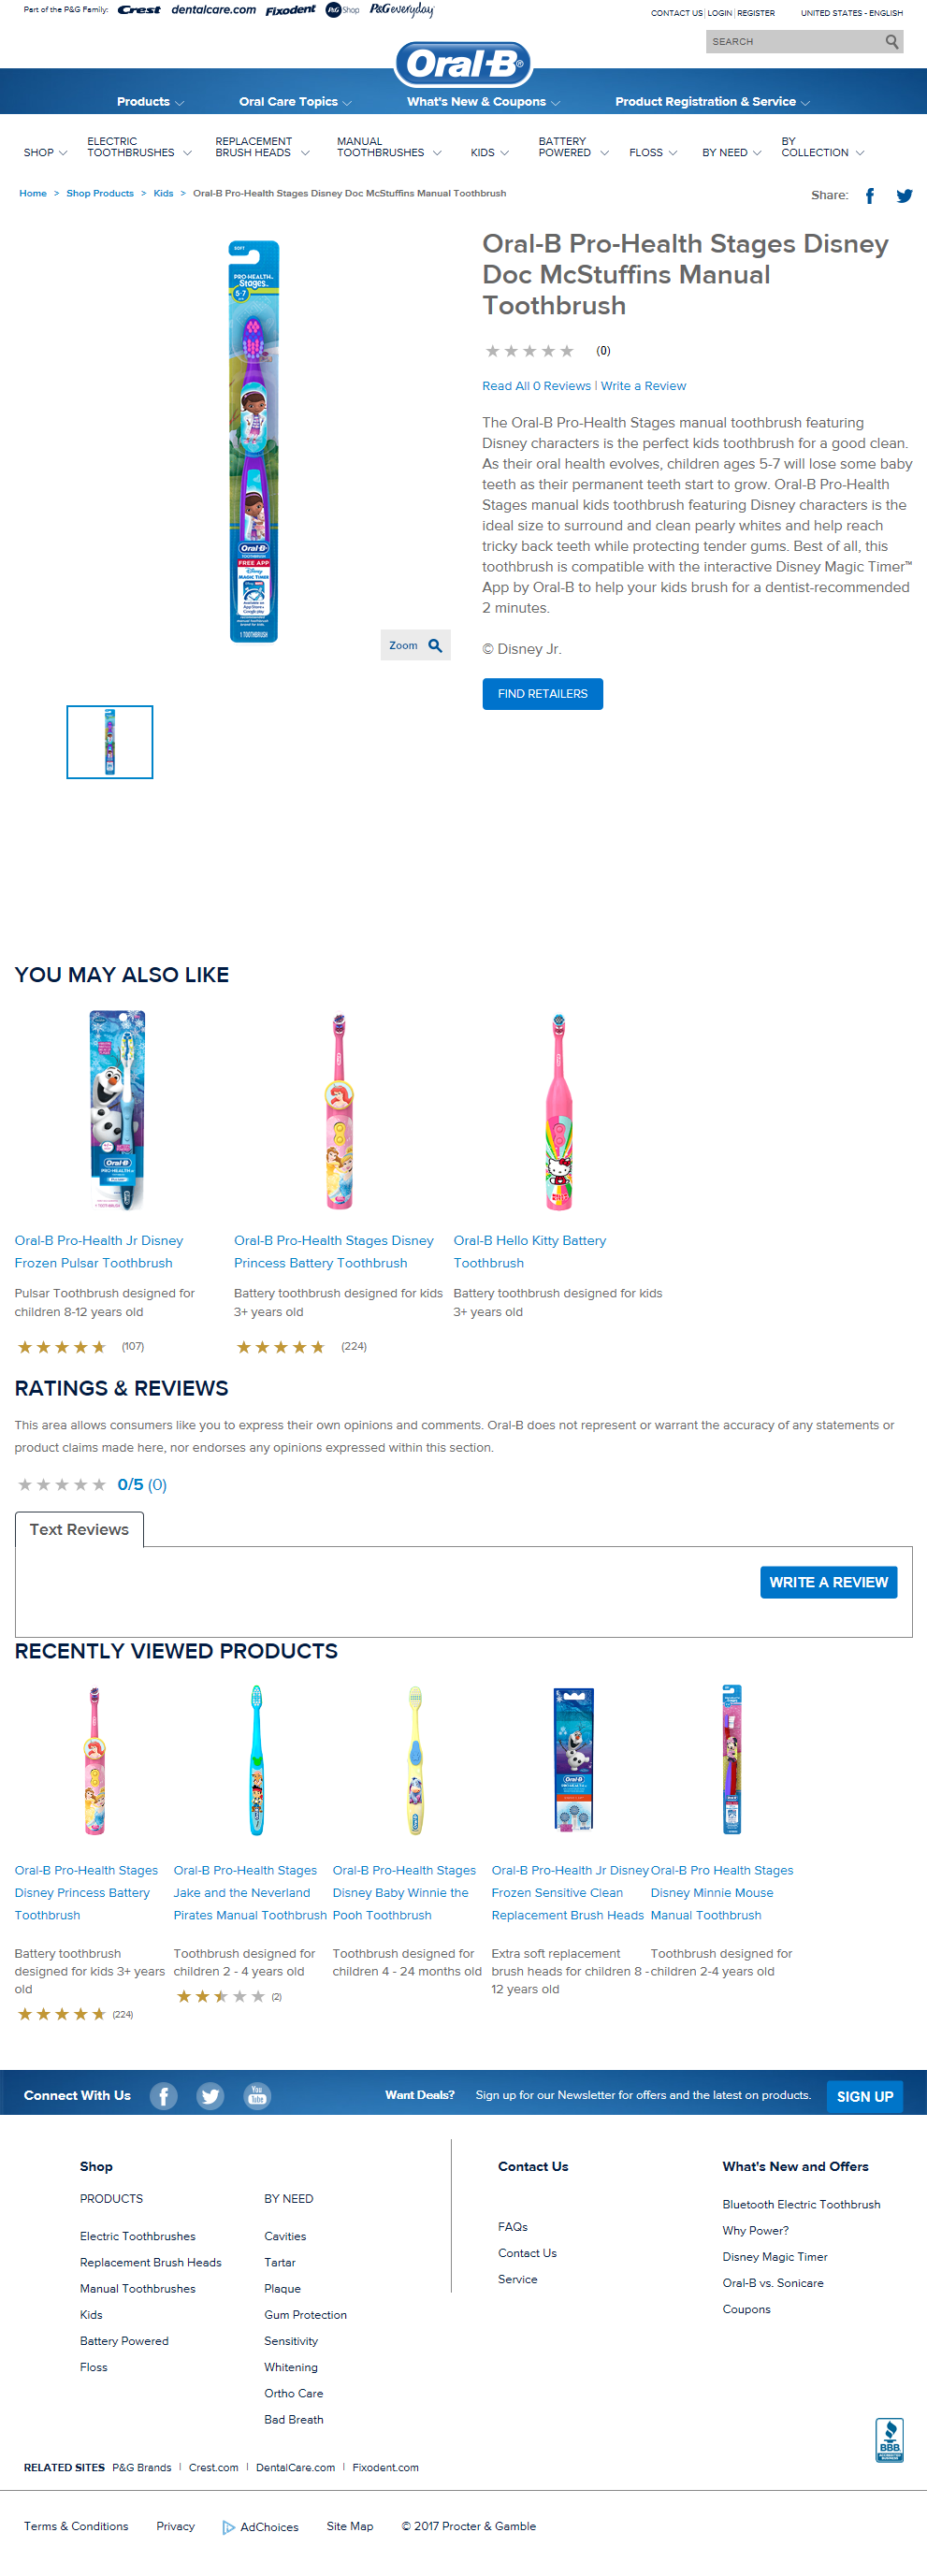 Part of the P&G Family: Crest dentalcare.com Fixodent P&G Shop P&G everyday
CONTACT US | LOGIN | REGISTER UNITED STATES - ENGLISH
SEARCH
Oral-B®
Products Oral Care Topics What's New & Coupons Product Registration & Service
SHOP ELECTRIC TOOTHBRUSHES REPLACEMENT BRUSH HEADS MANUAL TOOTHBRUSHES KIDS BATTERY POWERED FLOSS BY NEED BY COLLECTION
Home > Shop Products > Kids > Oral-B Pro-Health Stages Disney Doc McStuffins Manual Toothbrush
Share:
SOFT
PRO-HEALTH
Stages
5-7
Oral-B
TOOTHBRUSH
FREE APP
Disney
MAGIC TIMER
1 TOOTHBRUSH
Zoom
Oral-B Pro-Health Stages Disney
Doc McStuffins Manual
Toothbrush
(0)
Read All 0 Reviews | Write a Review
The Oral-B Pro-Health Stages manual toothbrush featuring
Disney characters is the perfect kids toothbrush for a good clean.
As their oral health evolves, children ages 5-7 will lose some baby
teeth as their permanent teeth start to grow. Oral-B Pro-Health
Stages manual kids toothbrush featuring Disney characters is the
ideal size to surround and clean pearly whites and help reach
tricky back teeth while protecting tender gums. Best of all, this
toothbrush is compatible with the interactive Disney Magic Timer™
App by Oral-B to help your kids brush for a dentist-recommended
2 minutes.
© Disney Jr.
FIND RETAILERS
YOU MAY ALSO LIKE
Oral-B
PRO-HEALTH
Oral-B Pro-Health Jr Disney
Frozen Pulsar Toothbrush
Pulsar Toothbrush designed for
children 8-12 years old
(107)
Oral-B Pro-Health Stages Disney
Princess Battery Toothbrush
Battery toothbrush designed for kids
3+ years old
(224)
Oral-B Hello Kitty Battery
Toothbrush
Battery toothbrush designed for kids
3+ years old
RATINGS & REVIEWS
This area allows consumers like you to express their own opinions and comments. Oral-B does not represent or warrant the accuracy of any statements or
product claims made here, nor endorses any opinions expressed within this section.
0/5 (0)
Text Reviews
WRITE A REVIEW
RECENTLY VIEWED PRODUCTS
Oral-B
Oral-B Pro-Health Stages
Disney Princess Battery
Toothbrush
Battery toothbrush
designed for kids 3+ years
old
(224)
Oral-B Pro-Health Stages
Jake and the Neverland
Pirates Manual Toothbrush
Toothbrush designed for
children 2 - 4 years old
(2)
Oral-B Pro-Health Stages
Disney Baby Winnie the
Pooh Toothbrush
Toothbrush designed for
children 4 - 24 months old
Oral-B Pro-Health Jr Disney
Frozen Sensitive Clean
Replacement Brush Heads
Extra soft replacement
brush heads for children 8 -
12 years old
Oral-B Pro Health Stages
Disney Minnie Mouse
Manual Toothbrush
Toothbrush designed for
children 2-4 years old
Connect With Us You Tube Want Deals? Sign up for our Newsletter for offers and the latest on products. SIGN UP
Shop
PRODUCTS
Electric Toothbrushes
Replacement Brush Heads
Manual Toothbrushes
Kids
Battery Powered
Floss
BY NEED
Cavities
Tartar
Plaque
Gum Protection
Sensitivity
Whitening
Ortho Care
Bad Breath
Contact Us
FAQs
Contact Us
Service
What's New and Offers
Bluetooth Electric Toothbrush
Why Power?
Disney Magic Timer
Oral-B vs. Sonicare
Coupons
BBB
RELATED SITES P&G Brands | Crest.com | DentalCare.com | Fixodent.com
Terms & Conditions Privacy AdChoices Site Map © 2017 Procter & Gamble